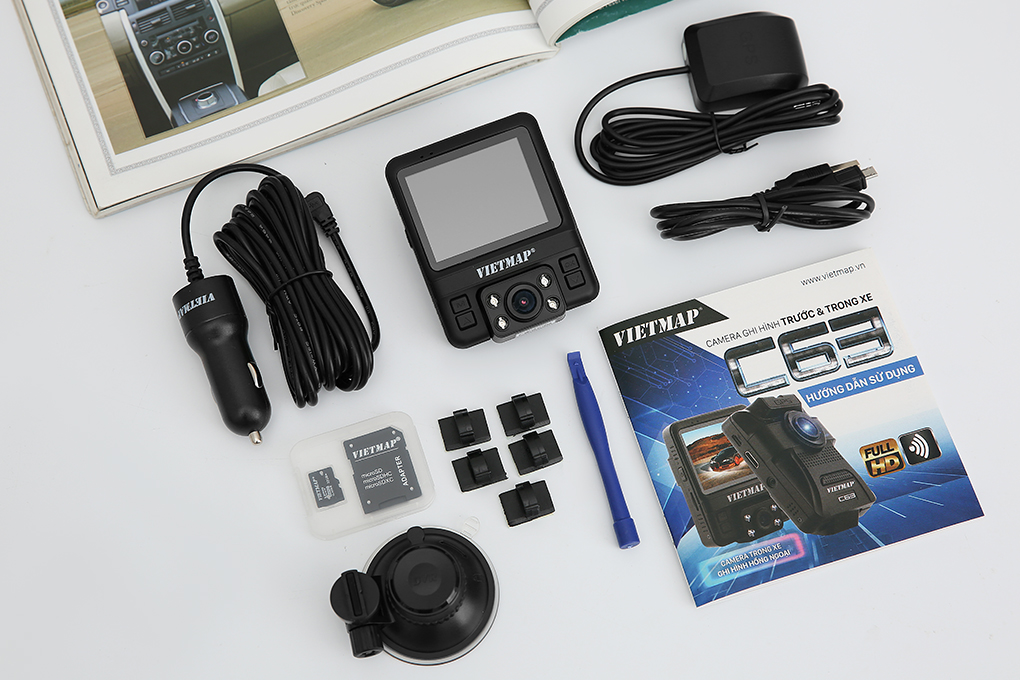 VIETMAP®
VIETMAP
www.vietmap.vn
VIETMAP®
CAMERA GHI HÌNH TRƯỚC & TRONG XE
C63
HƯỚNG DẪN SỬ DỤNG
FULL
HD
VIETMAP
VIETMAP
C63
CAMERA TRONG XE
GHI HÌNH HỒNG NGOẠI
VIETMAP®
microSD
microSDHC
microSDXC
ADAPTER
VIETMAP